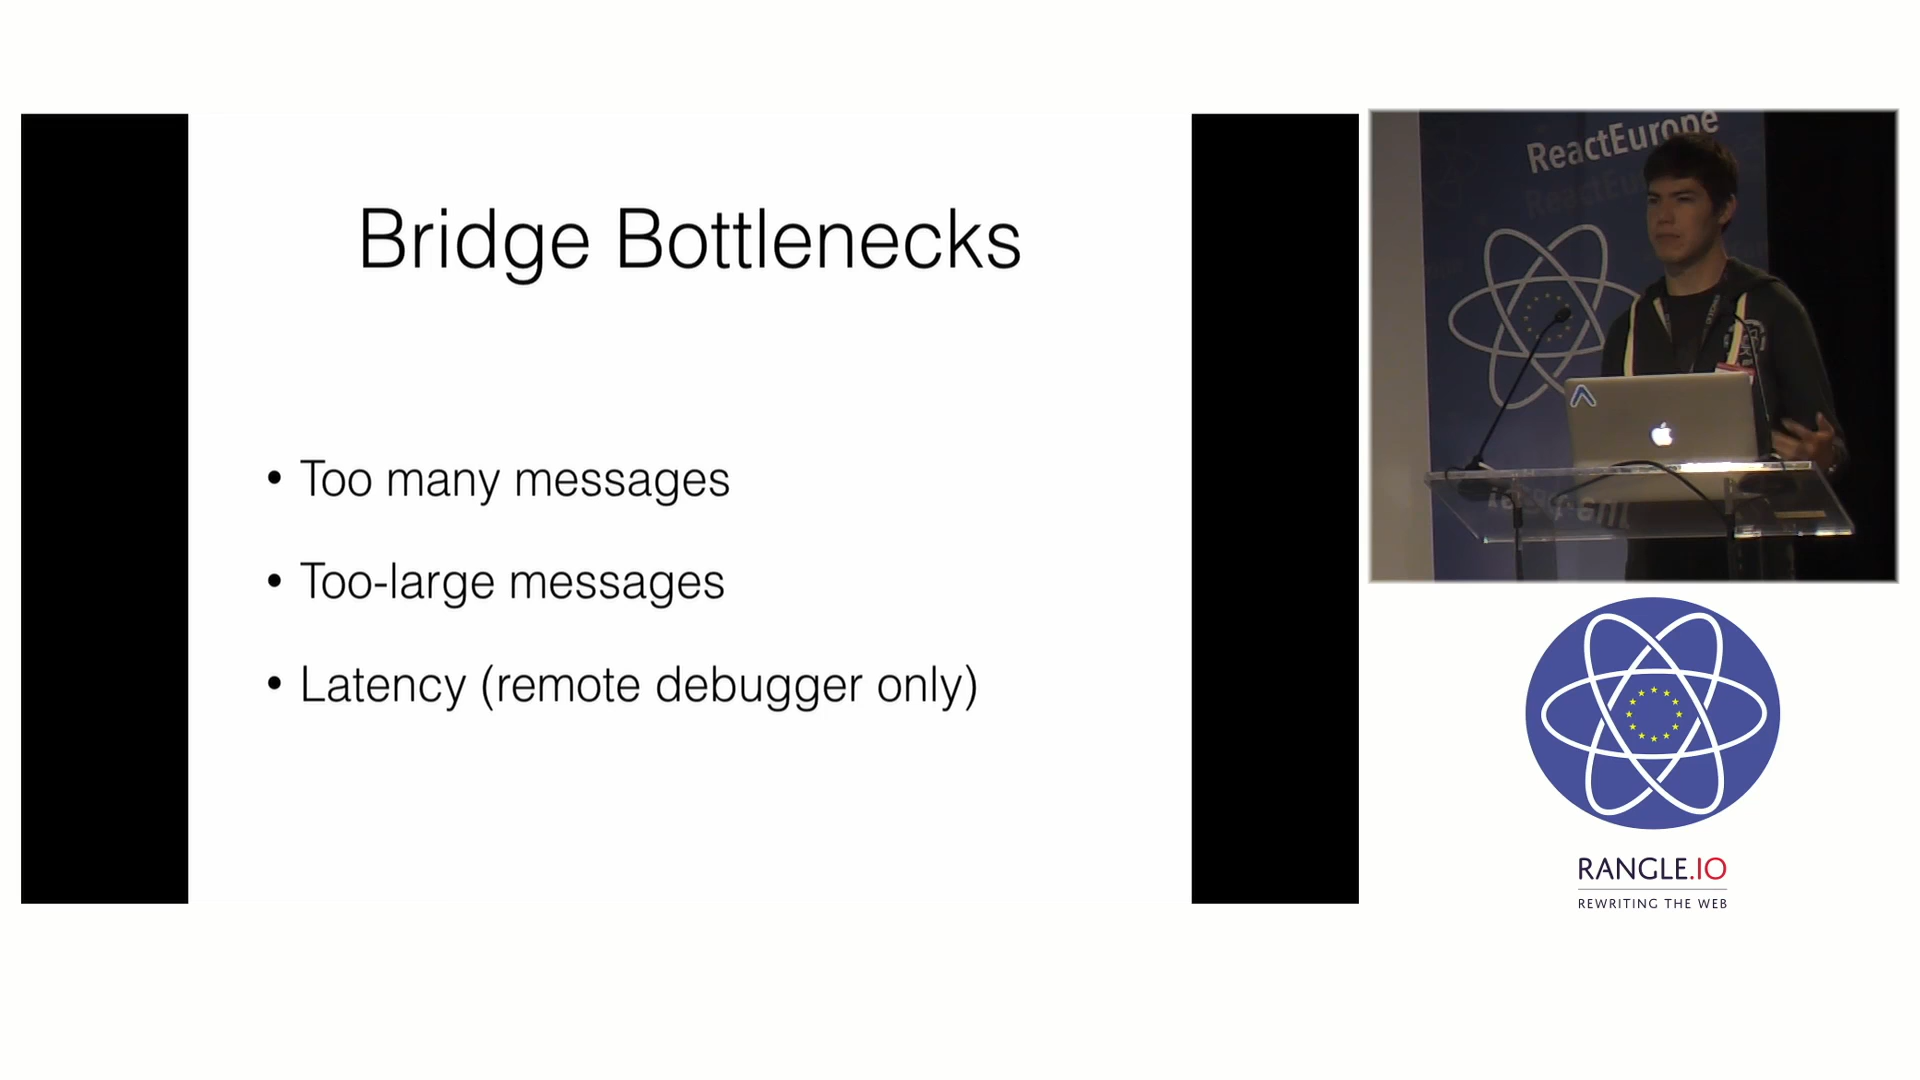 Bridge Bottlenecks
• Too many messages
• Too-large messages
• Latency (remote debugger only)
ReactEurope
RANGLE.IO
REWRITING THE WEB